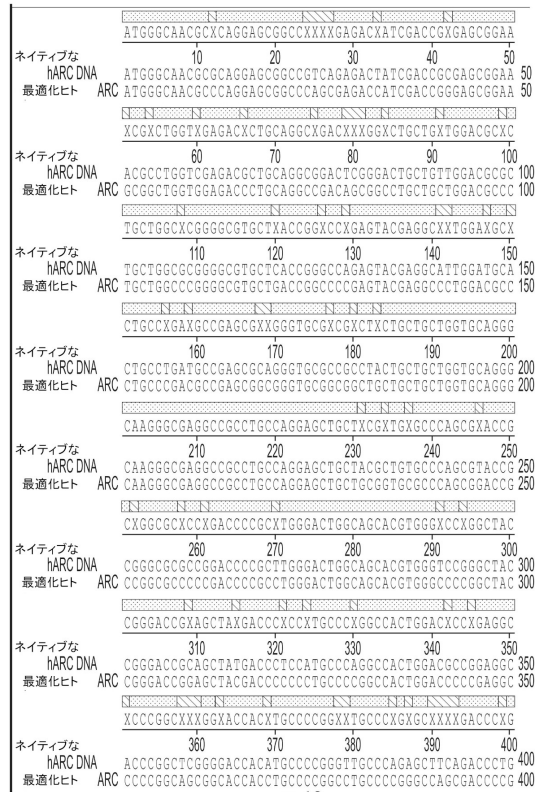 ATGGGCAACGCXCAGGAGCGGCCXXXXGAGACXATCGACCGXGAGCGGAA
10 20 30 40 50
ネイティブな
hARC DNA ATGGGCAACGCGCAGGAGCGGCCGTCAGAGACTATCGACCGCGAGCGGAA 50
最適化ヒト ARC ATGGGCAACGCCCAGGAGCGGCCCAGCGAGACCATCGACCGGGAGCGGAA 50
XCGXCTGGTXGAGACXCTGCAGGCXGACXXXGGXCTGCTGXTGGACGCXC
60 70 80 90 100
ネイティブな
hARC DNA ACGCCTGGTCGAGACGCTGCAGGCGGACTCGGGACTGCTGTTGGACGCGC 100
最適化ヒト ARC GCGGCTGGTGGAGACCCTGCAGGCCGACAGCGGCCTGCTGCTGGACGCCC 100
TGCTGGCXCGGGGCGTGCTXACCGGXCCXGAGTACGAGGCXXTGGAXGCX
110 120 130 140 150
ネイティブな
hARC DNA TGCTGGCGCGGGGCGTGCTCACCGGGCCAGAGTACGAGGCATTGGATGCA 150
最適化ヒト ARC TGCTGGCCCGGGGCGTGCTGACCGGCCCCGAGTACGAGGCCCTGGACGCC 150
CTGCCXGAXGCCGAGCGXXGGGTGCGXCGXCTXCTGCTGCTGGTGCAGGG
160 170 180 190 200
ネイティブな
hARC DNA CTGCCTGATGCCGAGCGCAGGGTGCGCCGCCTACTGCTGCTGGTGCAGGG 200
最適化ヒト ARC CTGCCCGACGCCGAGCGGCGGGTGCGGCGGCTGCTGCTGCTGGTGCAGGG 200
CAAGGGCGAGGCCGCCTGCCAGGAGCTGCTXCGXTGXGCCCAGCGXACCG
210 220 230 240 250
ネイティブな
hARC DNA CAAGGGCGAGGCCGCCTGCCAGGAGCTGCTACGCTGTGCCCAGCGTACCG 250
最適化ヒト ARC CAAGGGCGAGGCCGCCTGCCAGGAGCTGCTGCGGTGCGCCCAGCGGACCG 250
CXGGCGCXCCXGACCCCGCXTGGGACTGGCAGCACGTGGGXCCXGGCTAC
260 270 280 290 300
ネイティブな
hARC DNA CGGGCGCGCCGGACCCCGCTTGGGACTGGCAGCACGTGGGTCCGGGCTAC 300
最適化ヒト ARC CCGGCGCCCCCGACCCCGCCTGGGACTGGCAGCACGTGGGCCCCGGCTAC 300
CGGGACCGXAGCTAXGACCCXCCXTGCCCXGGCCACTGGACXCCXGAGGC
310 320 330 340 350
ネイティブな
hARC DNA CGGGACCGCAGCTATGACCCTCCATGCCCAGGCCACTGGACGCCGGAGGC 350
最適化ヒト ARC CGGGACCGGAGCTACGACCCCCCCTGCCCCGGCCACTGGACCCCCGAGGC 350
XCCCGGCXXXGGXACCACXTGCCCCGGXXTGCCCXGXGCXXXXGACCCXG
360 370 380 390 400
ネイティブな
hARC DNA ACCCGGCTCGGGGACCACATGCCCCGGGTTGCCCAGAGCTTCAGACCCTG 400
最適化ヒト ARC CCCCGGCAGCGGCACCACCTGCCCCGGCCTGCCCCGGGCCAGCGACCCCG 400